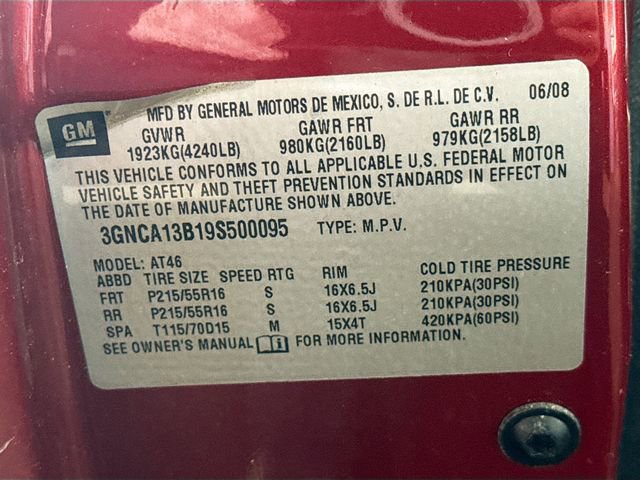 GM
MFD BY GENERAL MOTORS DE MEXICO, S. DE R.L. DE C.V. 06/08
GVWR GAWR FRT GAWR RR
1923KG(4240LB) 980KG(2160LB) 979KG(2158LB)
THIS VEHICLE CONFORMS TO ALL APPLICABLE U.S. FEDERAL MOTOR
VEHICLE SAFETY AND THEFT PREVENTION STANDARDS IN EFFECT ON
THE DATE OF MANUFACTURE SHOWN ABOVE.
3GNCA13B19S500095 TYPE: M.P.V.
MODEL: AT46
ABBD TIRE SIZE SPEED RTG RIM COLD TIRE PRESSURE
FRT P215/55R16 S 16X6.5J 210KPA(30PSI)
RR P215/55R16 S 16X6.5J 210KPA(30PSI)
SPA T115/70D15 M 15X4T 420KPA(60PSI)
SEE OWNER'S MANUAL FOR MORE INFORMATION.